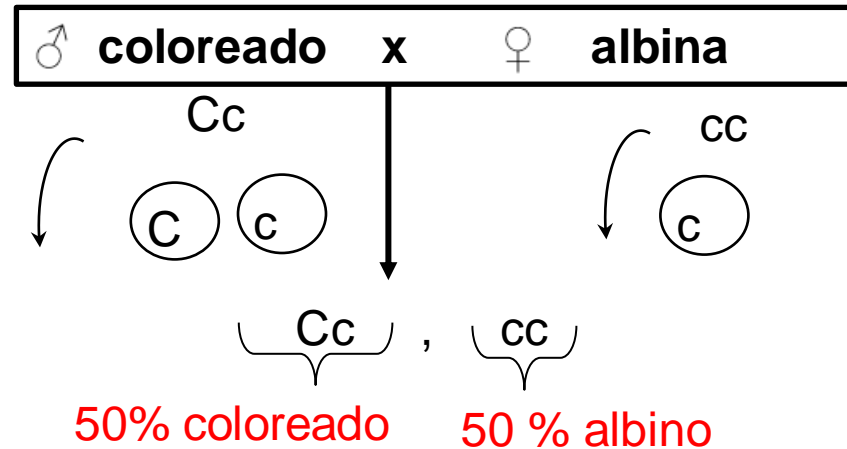 ♂ coloreado x ♀ albina
Cc cc
C c c
Cc , cc
50% coloreado 50 % albino